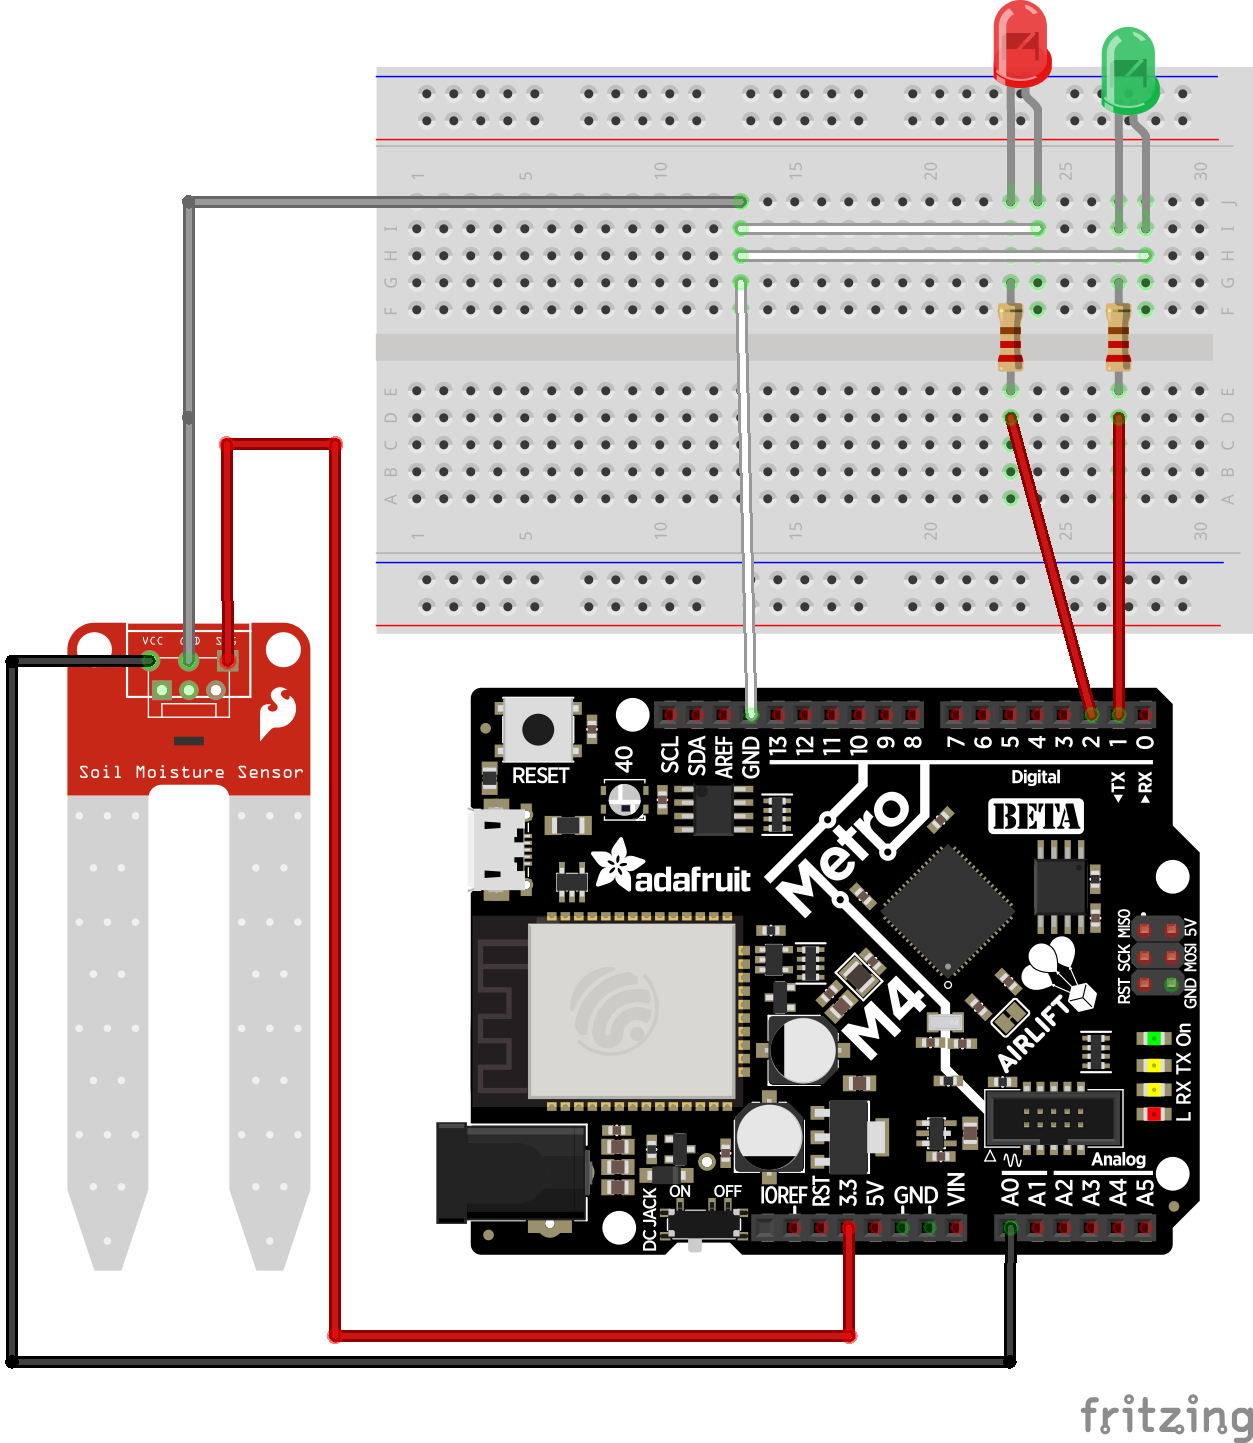 1 5 10 15 20 25 30
J
I
H
G
F
E
D
C
B
A
J
I
H
G
F
E
D
C
B
A
1 5 10 15 20 25 30
VCC
Soil Moisture Sensor
RESET
40
SCL SDA AREF GND 13 12 11 10 9 8 7 6 5 4 3 2 1 0
Digital
TX RX
BETA
Metro
adafruit
M4
AIRLIFT
RST SCK MISO
GND MOSI 5V
L RX TX On
Analog
DC JACK
ON OFF
IOREF RST 3.3 5V GND VIN A0 A1 A2 A3 A4 A5
fritzing